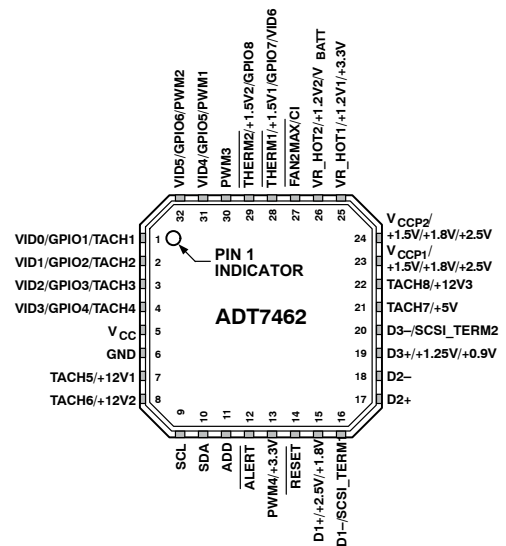 VID5/GPIO6/PWM2
VID4/GPIO5/PWM1
PWM3
THERM2/+1.5V2/GPIO8
THERM1/+1.5V1/GPIO7/VID6
FAN2MAX/CI
VR_HOT2/+1.2V2/VBATT
VR_HOT1/+1.2V1/+3.3V
32
31
30
29
28
27
26
25
VID0/GPIO1/TACH1
VID1/GPIO2/TACH2
VID2/GPIO3/TACH3
VID3/GPIO4/TACH4
VCC
GND
TACH5/+12V1
TACH6/+12V2
1
2
3
4
5
6
7
8
PIN 1
INDICATOR
ADT7462
24
23
22
21
20
19
18
17
VCCP2/
+1.5V/+1.8V/+2.5V
VCCP1/
+1.5V/+1.8V/+2.5V
TACH8/+12V3
TACH7/+5V
D3–/SCSI_TERM2
D3+/+1.25V/+0.9V
D2–
D2+
9
10
11
12
13
14
15
16
SCL
SDA
ADD
ALERT
PWM4/+3.3V
RESET
D1+/+2.5V/+1.8V
D1–/SCSI_TERM1